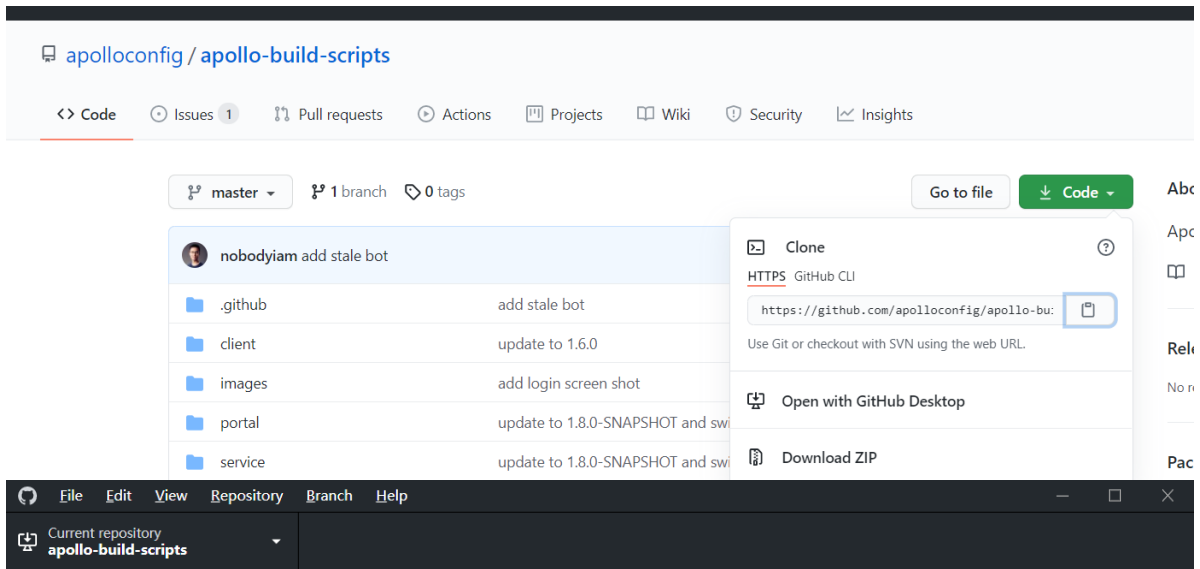 apolloconfig / apollo-build-scripts
Code Issues 1 Pull requests Actions Projects Wiki Security Insights
master 1 branch 0 tags Go to file Code
nobodyiam add stale bot
.github add stale bot
client update to 1.6.0
images add login screen shot
portal update to 1.8.0-SNAPSHOT and swi
service update to 1.8.0-SNAPSHOT and swi
Clone
HTTPS GitHub CLI
https://github.com/apolloconfig/apollo-bui
Use Git or checkout with SVN using the web URL.
Open with GitHub Desktop
Download ZIP
Abo
Apo
Rele
No re
Pac
File Edit View Repository Branch Help
Current repository
apollo-build-scripts